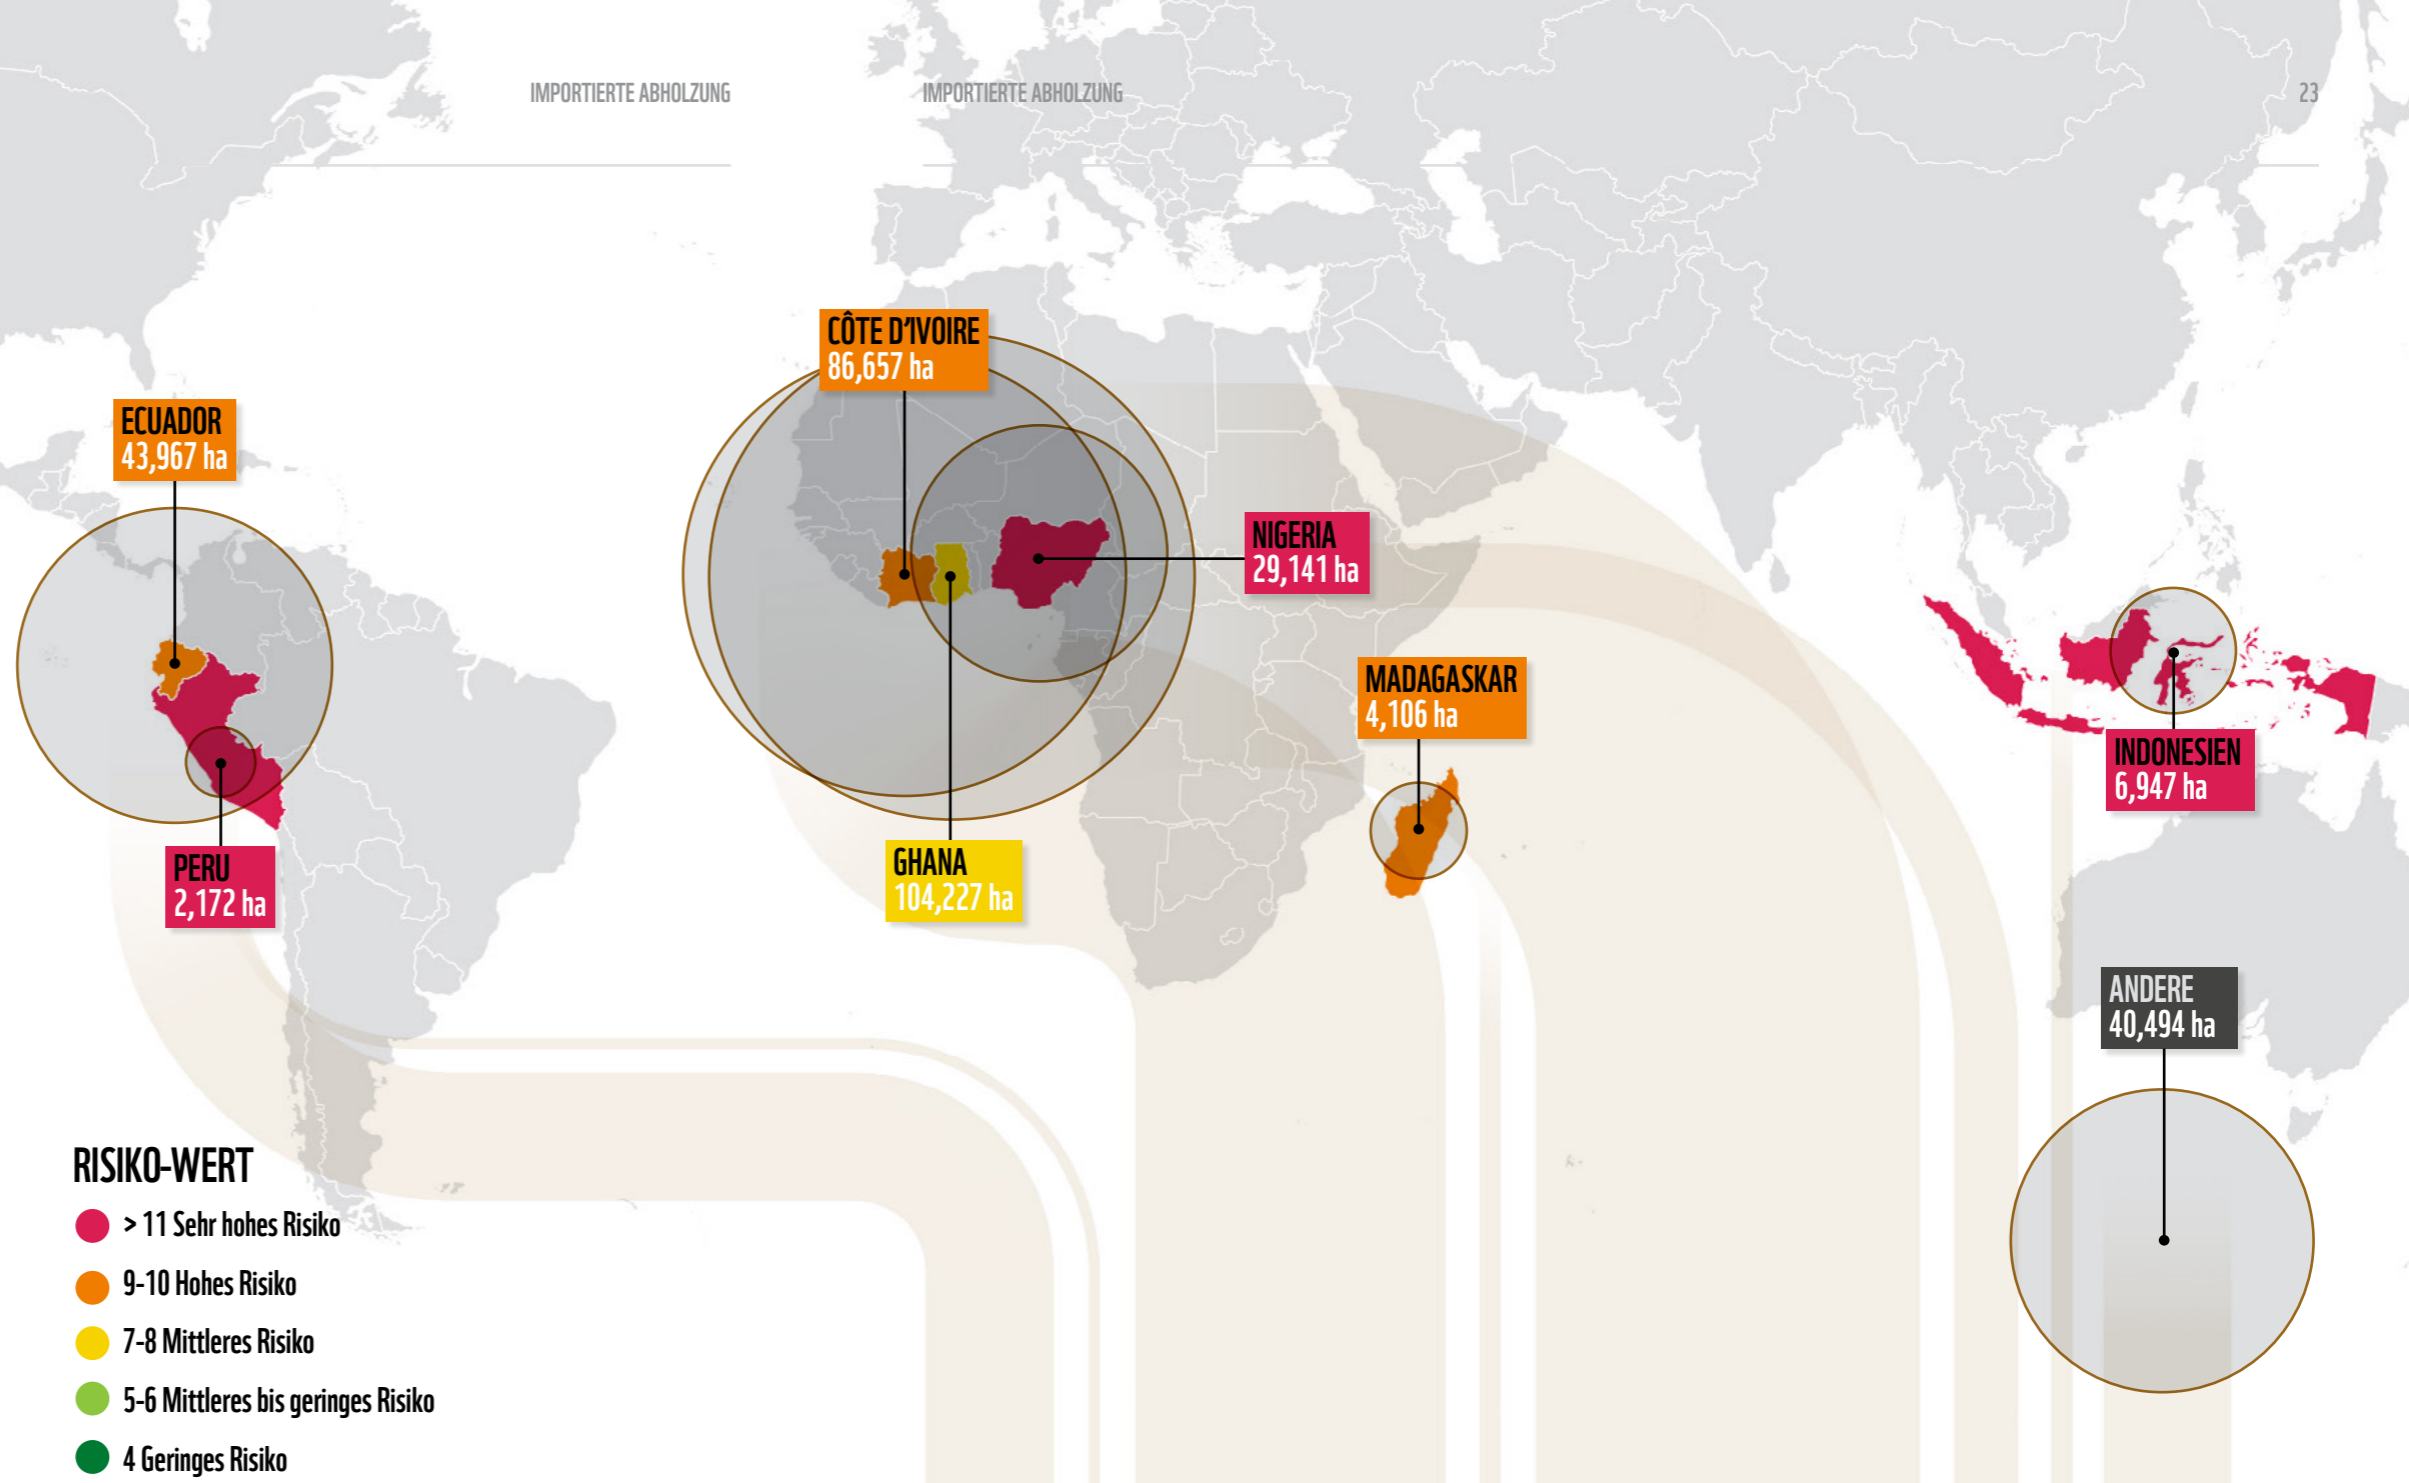 IMPORTIERTE ABHOLZUNG
IMPORTIERTE ABHOLZUNG
23
CÔTE D'IVOIRE
86,657 ha
ECUADOR
43,967 ha
NIGERIA
29,141 ha
MADAGASKAR
4,106 ha
INDONESIEN
6,947 ha
PERU
2,172 ha
GHANA
104,227 ha
ANDERE
40,494 ha
RISIKO-WERT
> 11 Sehr hohes Risiko
9-10 Hohes Risiko
7-8 Mittleres Risiko
5-6 Mittleres bis geringes Risiko
4 Geringes Risiko